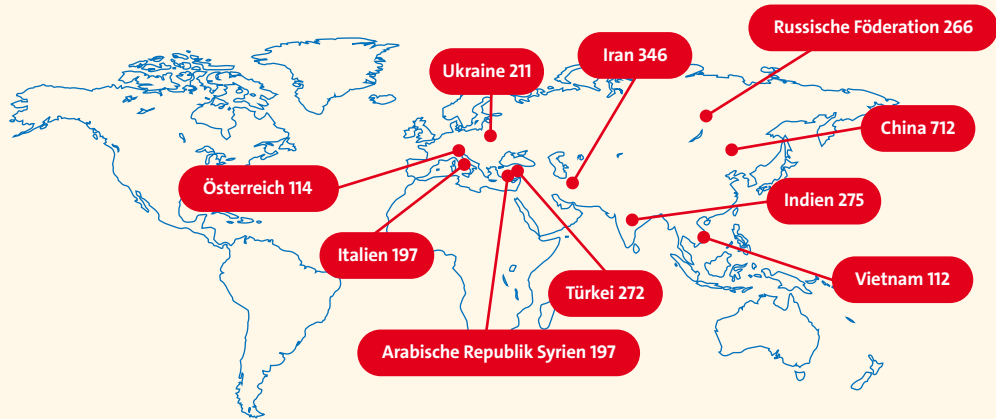 Russische Föderation 266
Iran 346
Ukraine 211
China 712
Österreich 114
Indien 275
Italien 197
Vietnam 112
Türkei 272
Arabische Republik Syrien 197